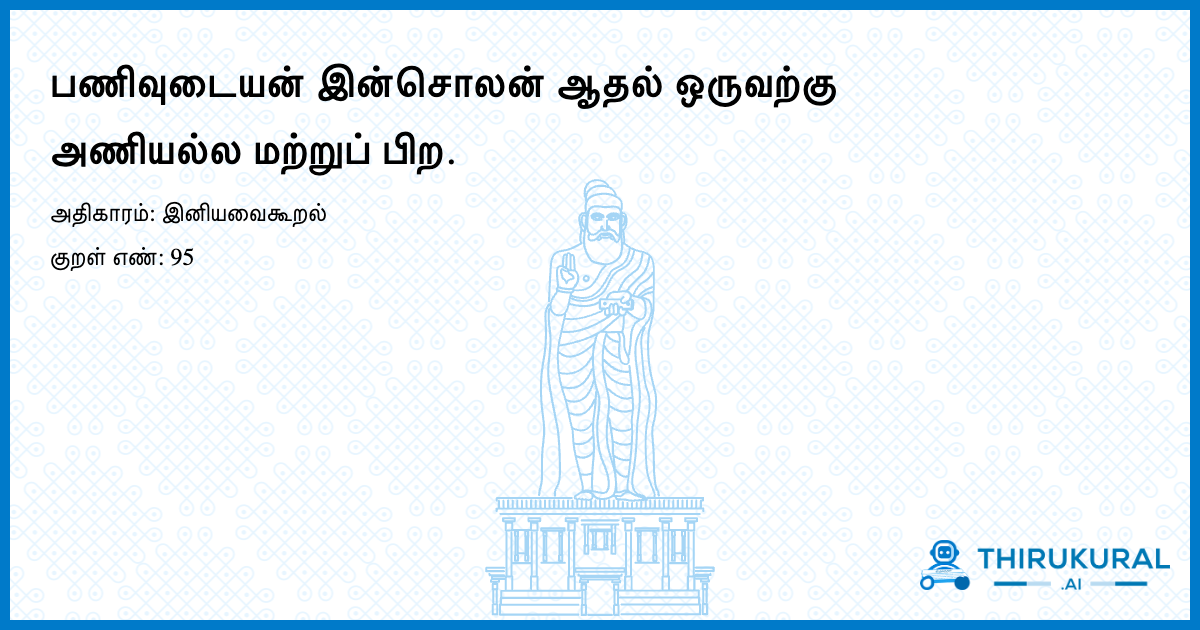 பணிவுடையன் இன்சொலன் ஆதல் ஒருவற்கு
அணியல்ல மற்றுப் பிற.
அதிகாரம்: இனியவைகூறல்
குறள் எண்: 95
THIRUKURAL
.AI